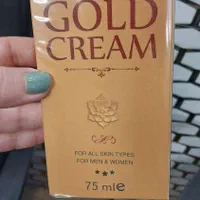 GOLD
CREAM
FOR ALL SKIN TYPES
FOR MEN & WOMEN
75 ml℮